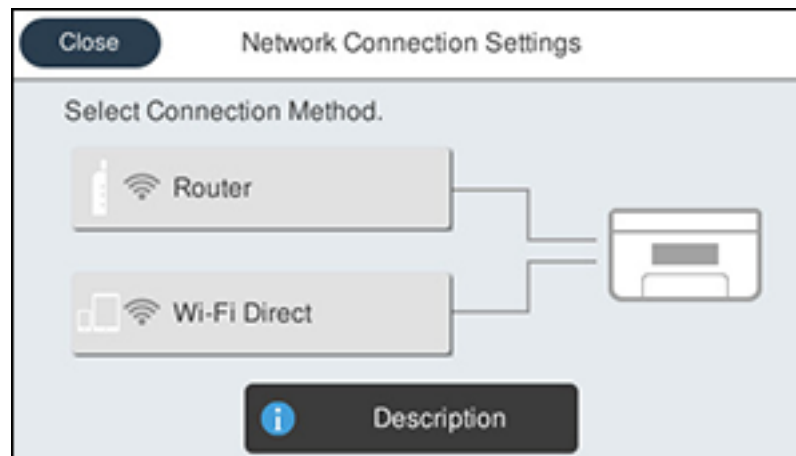 Close
Network Connection Settings
Select Connection Method.
Router
Wi-Fi Direct
Description